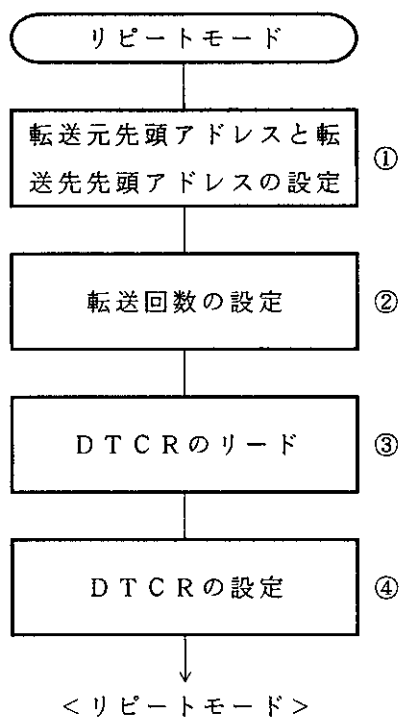 リピートモード
転送元先頭アドレスと転
送先先頭アドレスの設定
①
転送回数の設定
②
DTCRのリード
③
DTCRの設定
④
<リピートモード>